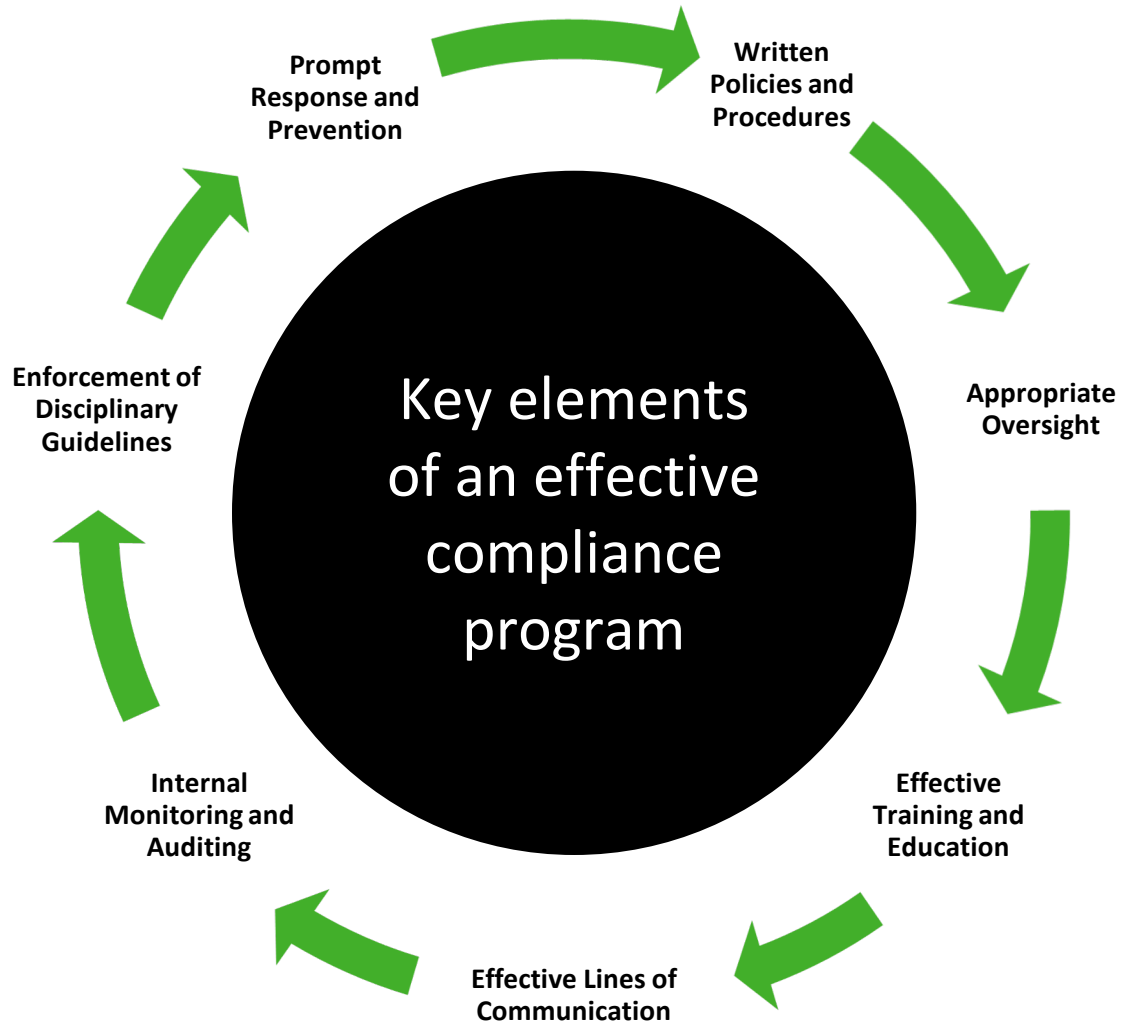 Key elements
of an effective
compliance
program
Written
Policies and
Procedures
Appropriate
Oversight
Effective
Training and
Education
Effective Lines of
Communication
Internal
Monitoring and
Auditing
Enforcement of
Disciplinary
Guidelines
Prompt
Response and
Prevention